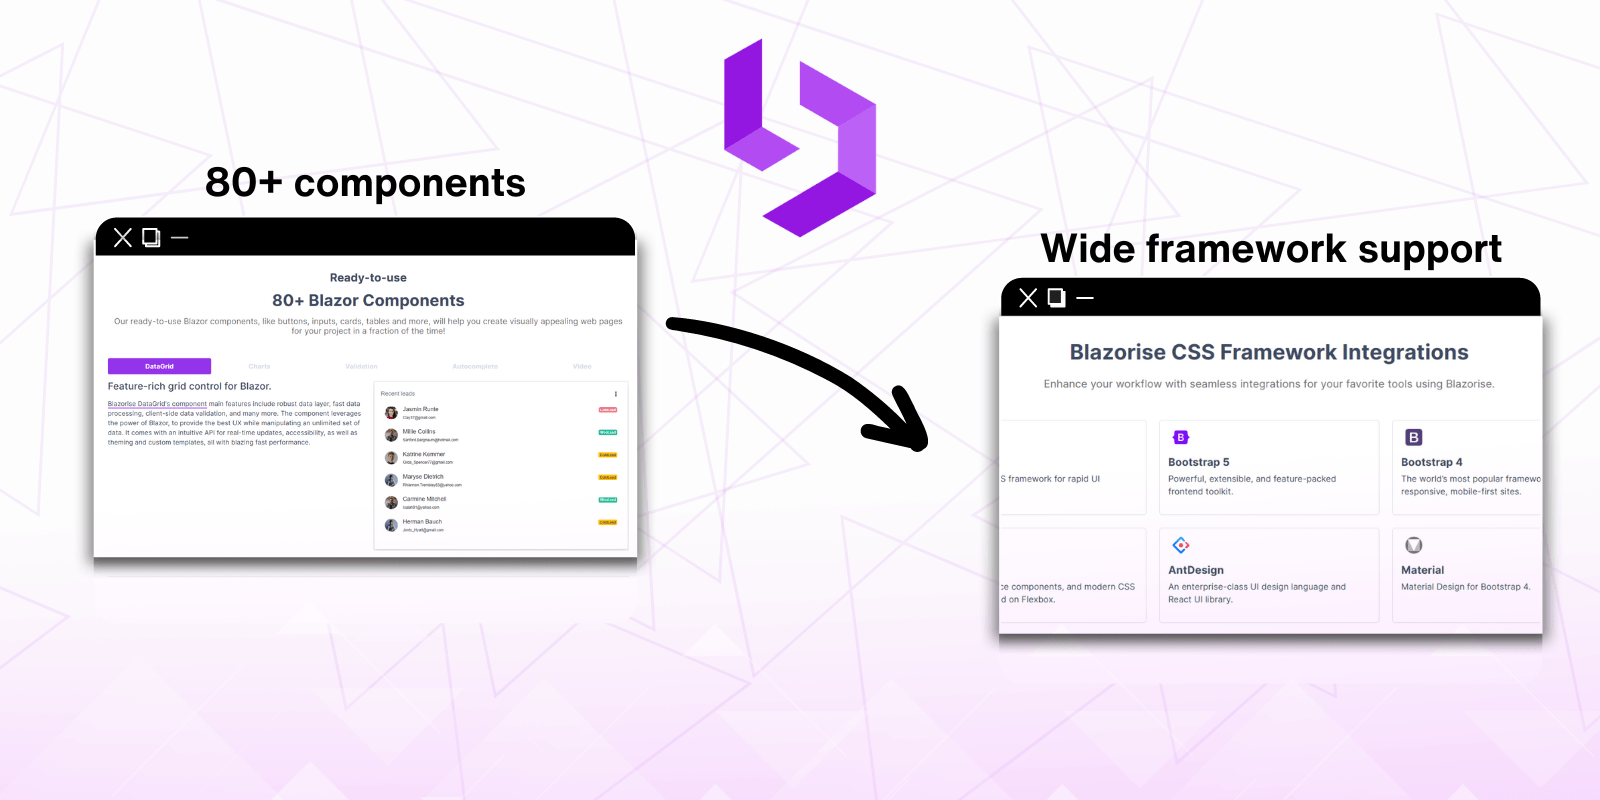 80+ components
Ready-to-use
80+ Blazor Components
Our ready-to-use Blazor components, like buttons, inputs, cards, tables and more, will help you create visually appealing web pages
for your project in a fraction of the time!
DataGrid
Charts
Validation
Autocomplete
Video
Feature-rich grid control for Blazor.
Blazorise DataGrid's component main features include robust data layer, fast data
processing, client-side data validation, and many more. The component leverages
the power of Blazor, to provide the best UX while manipulating an unlimited set of
data. It comes with an intuitive API for real-time updates, accessibility, as well as
theming and custom templates, all with blazing fast performance.
Recent leads
Jasmin Runte
Millie Collins
Katrine Kemmer
Maryse Dietrich
Carmine Mitchell
Herman Bauch
Wide framework support
Blazorise CSS Framework Integrations
Enhance your workflow with seamless integrations for your favorite tools using Blazorise.
S framework for rapid UI
B
Bootstrap 5
Powerful, extensible, and feature-packed
frontend toolkit.
B
Bootstrap 4
The world's most popular framewo
responsive, mobile-first sites.
ce components, and modern CSS
d on Flexbox.
AntDesign
An enterprise-class UI design language and
React UI library.
Material
Material Design for Bootstrap 4.